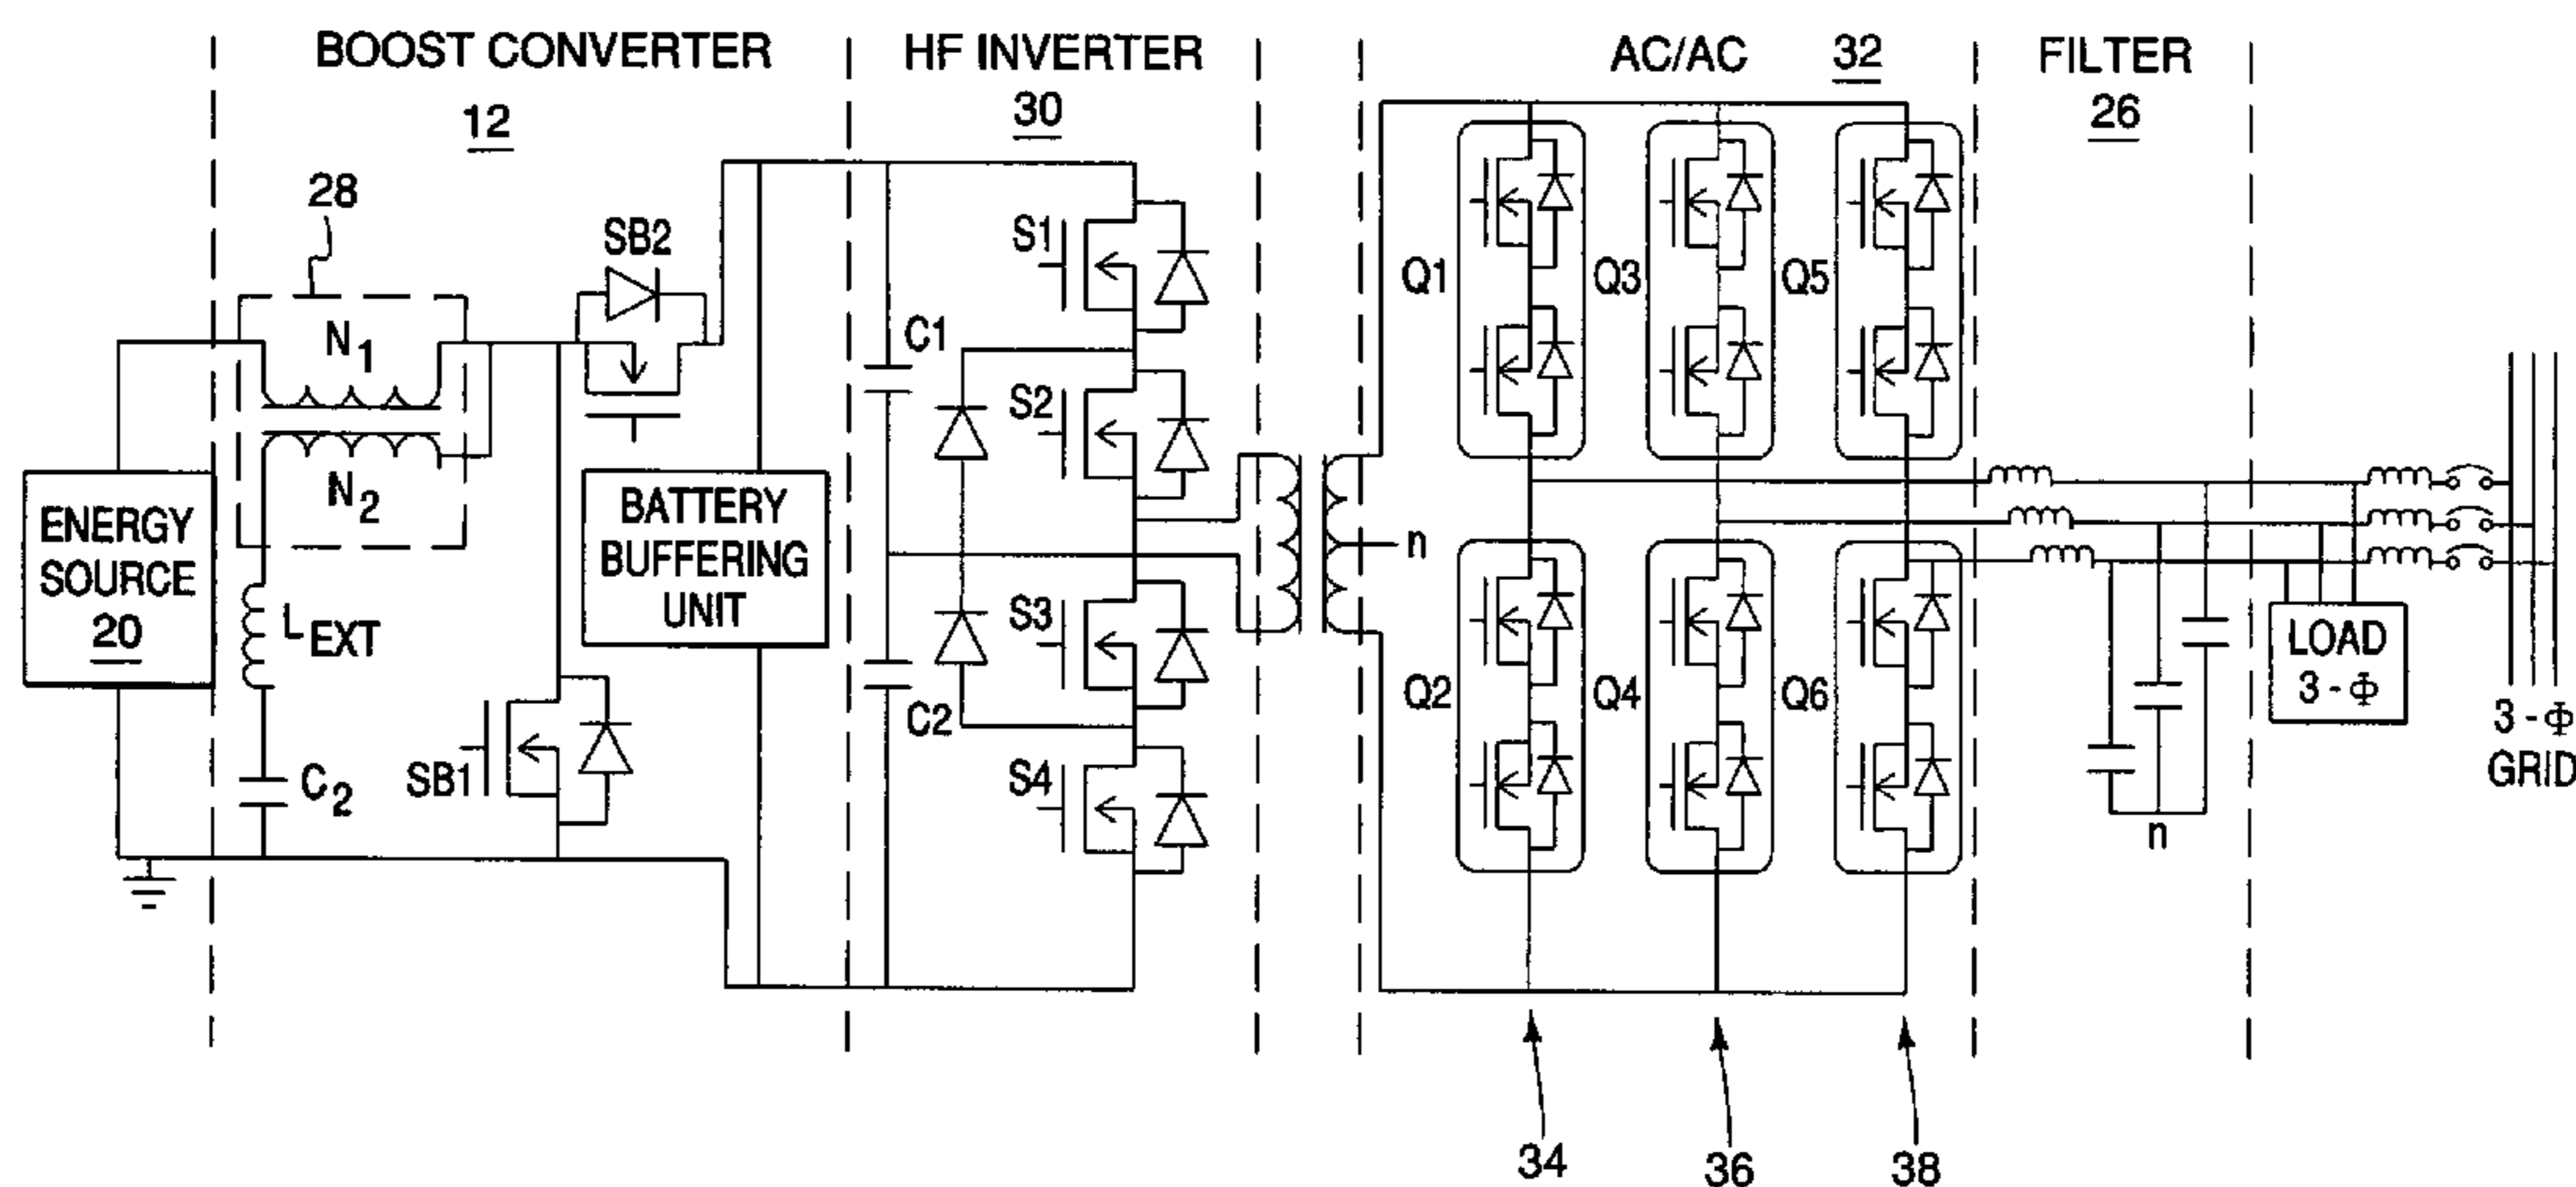 BOOST CONVERTER
12
HF INVERTER
30
AC/AC 32
FILTER
26
28
N1
N2
SB2
ENERGY
SOURCE
20
LEXT
C2
SB1
BATTERY
BUFFERING
UNIT
C1
C2
S1
S2
S3
S4
n
Q1
Q3
Q5
Q2
Q4
Q6
n
LOAD
3 - Φ
3 - Φ
GRID
34
36
38